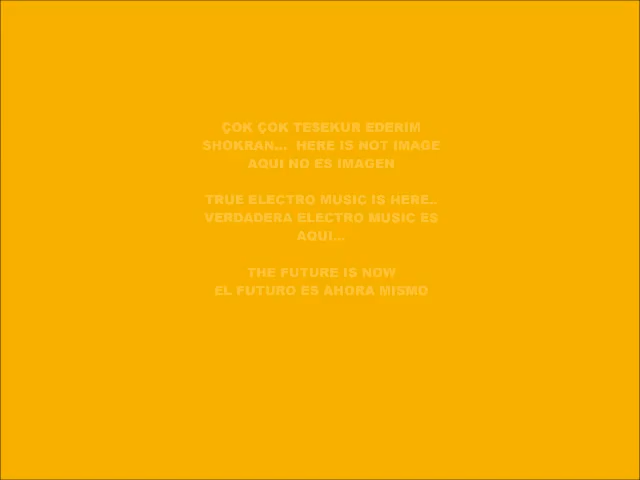 ÇOK ÇOK TESEKUR EDERIM
SHOKRAN... HERE IS NOT IMAGE
AQUI NO ES IMAGEN
TRUE ELECTRO MUSIC IS HERE..
VERDADERA ELECTRO MUSIC ES
AQUI...
THE FUTURE IS NOW
EL FUTURO ES AHORA MISMO